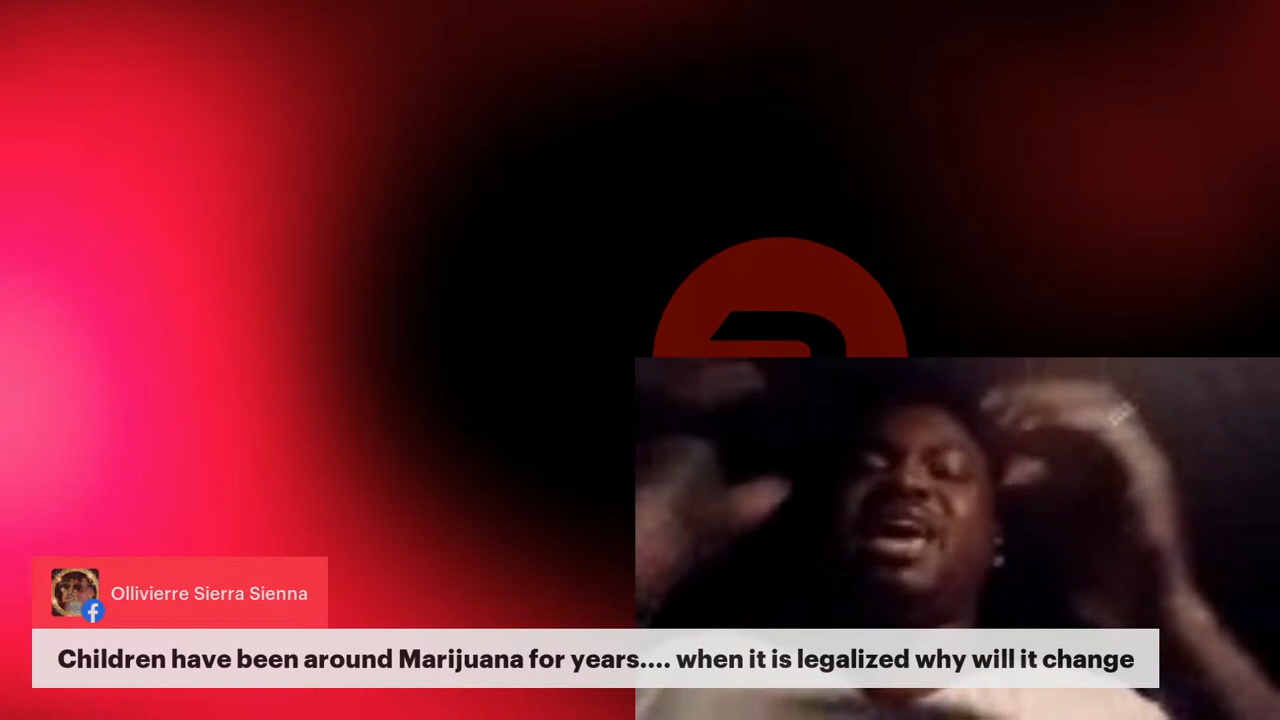 Ollivierre Sierra Sienna
Children have been around Marijuana for years.... when it is legalized why will it change